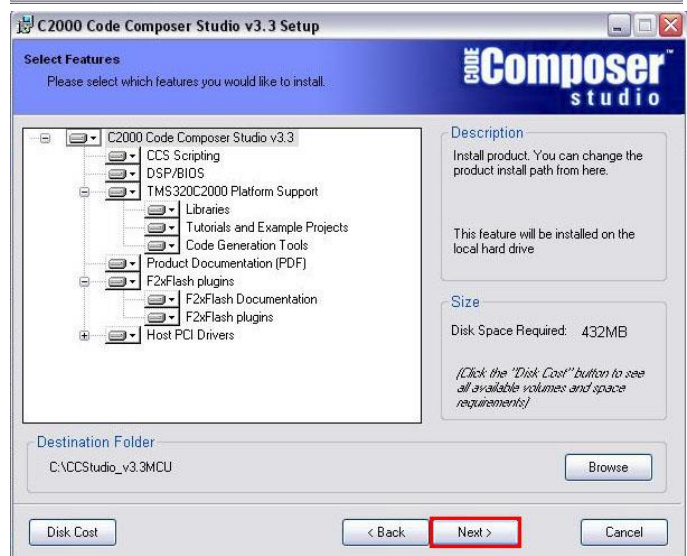 C2000 Code Composer Studio v3.3 Setup
Select Features
Please select which features you would like to install.
CODE Composer™
studio
C2000 Code Composer Studio v3.3
CCS Scripting
DSP/BIOS
TMS320C2000 Platform Support
Libraries
Tutorials and Example Projects
Code Generation Tools
Product Documentation (PDF)
F2xFlash plugins
F2xFlash Documentation
F2xFlash plugins
Host PCI Drivers
Description
Install product. You can change the
product install path from here.
This feature will be installed on the
local hard drive
Size
Disk Space Required: 432MB
(Click the "Disk Cost" button to see
all available volumes and space
requirements)
Destination Folder
C:\CCStudio_v3.3MCU
Browse
Disk Cost
< Back
Next >
Cancel